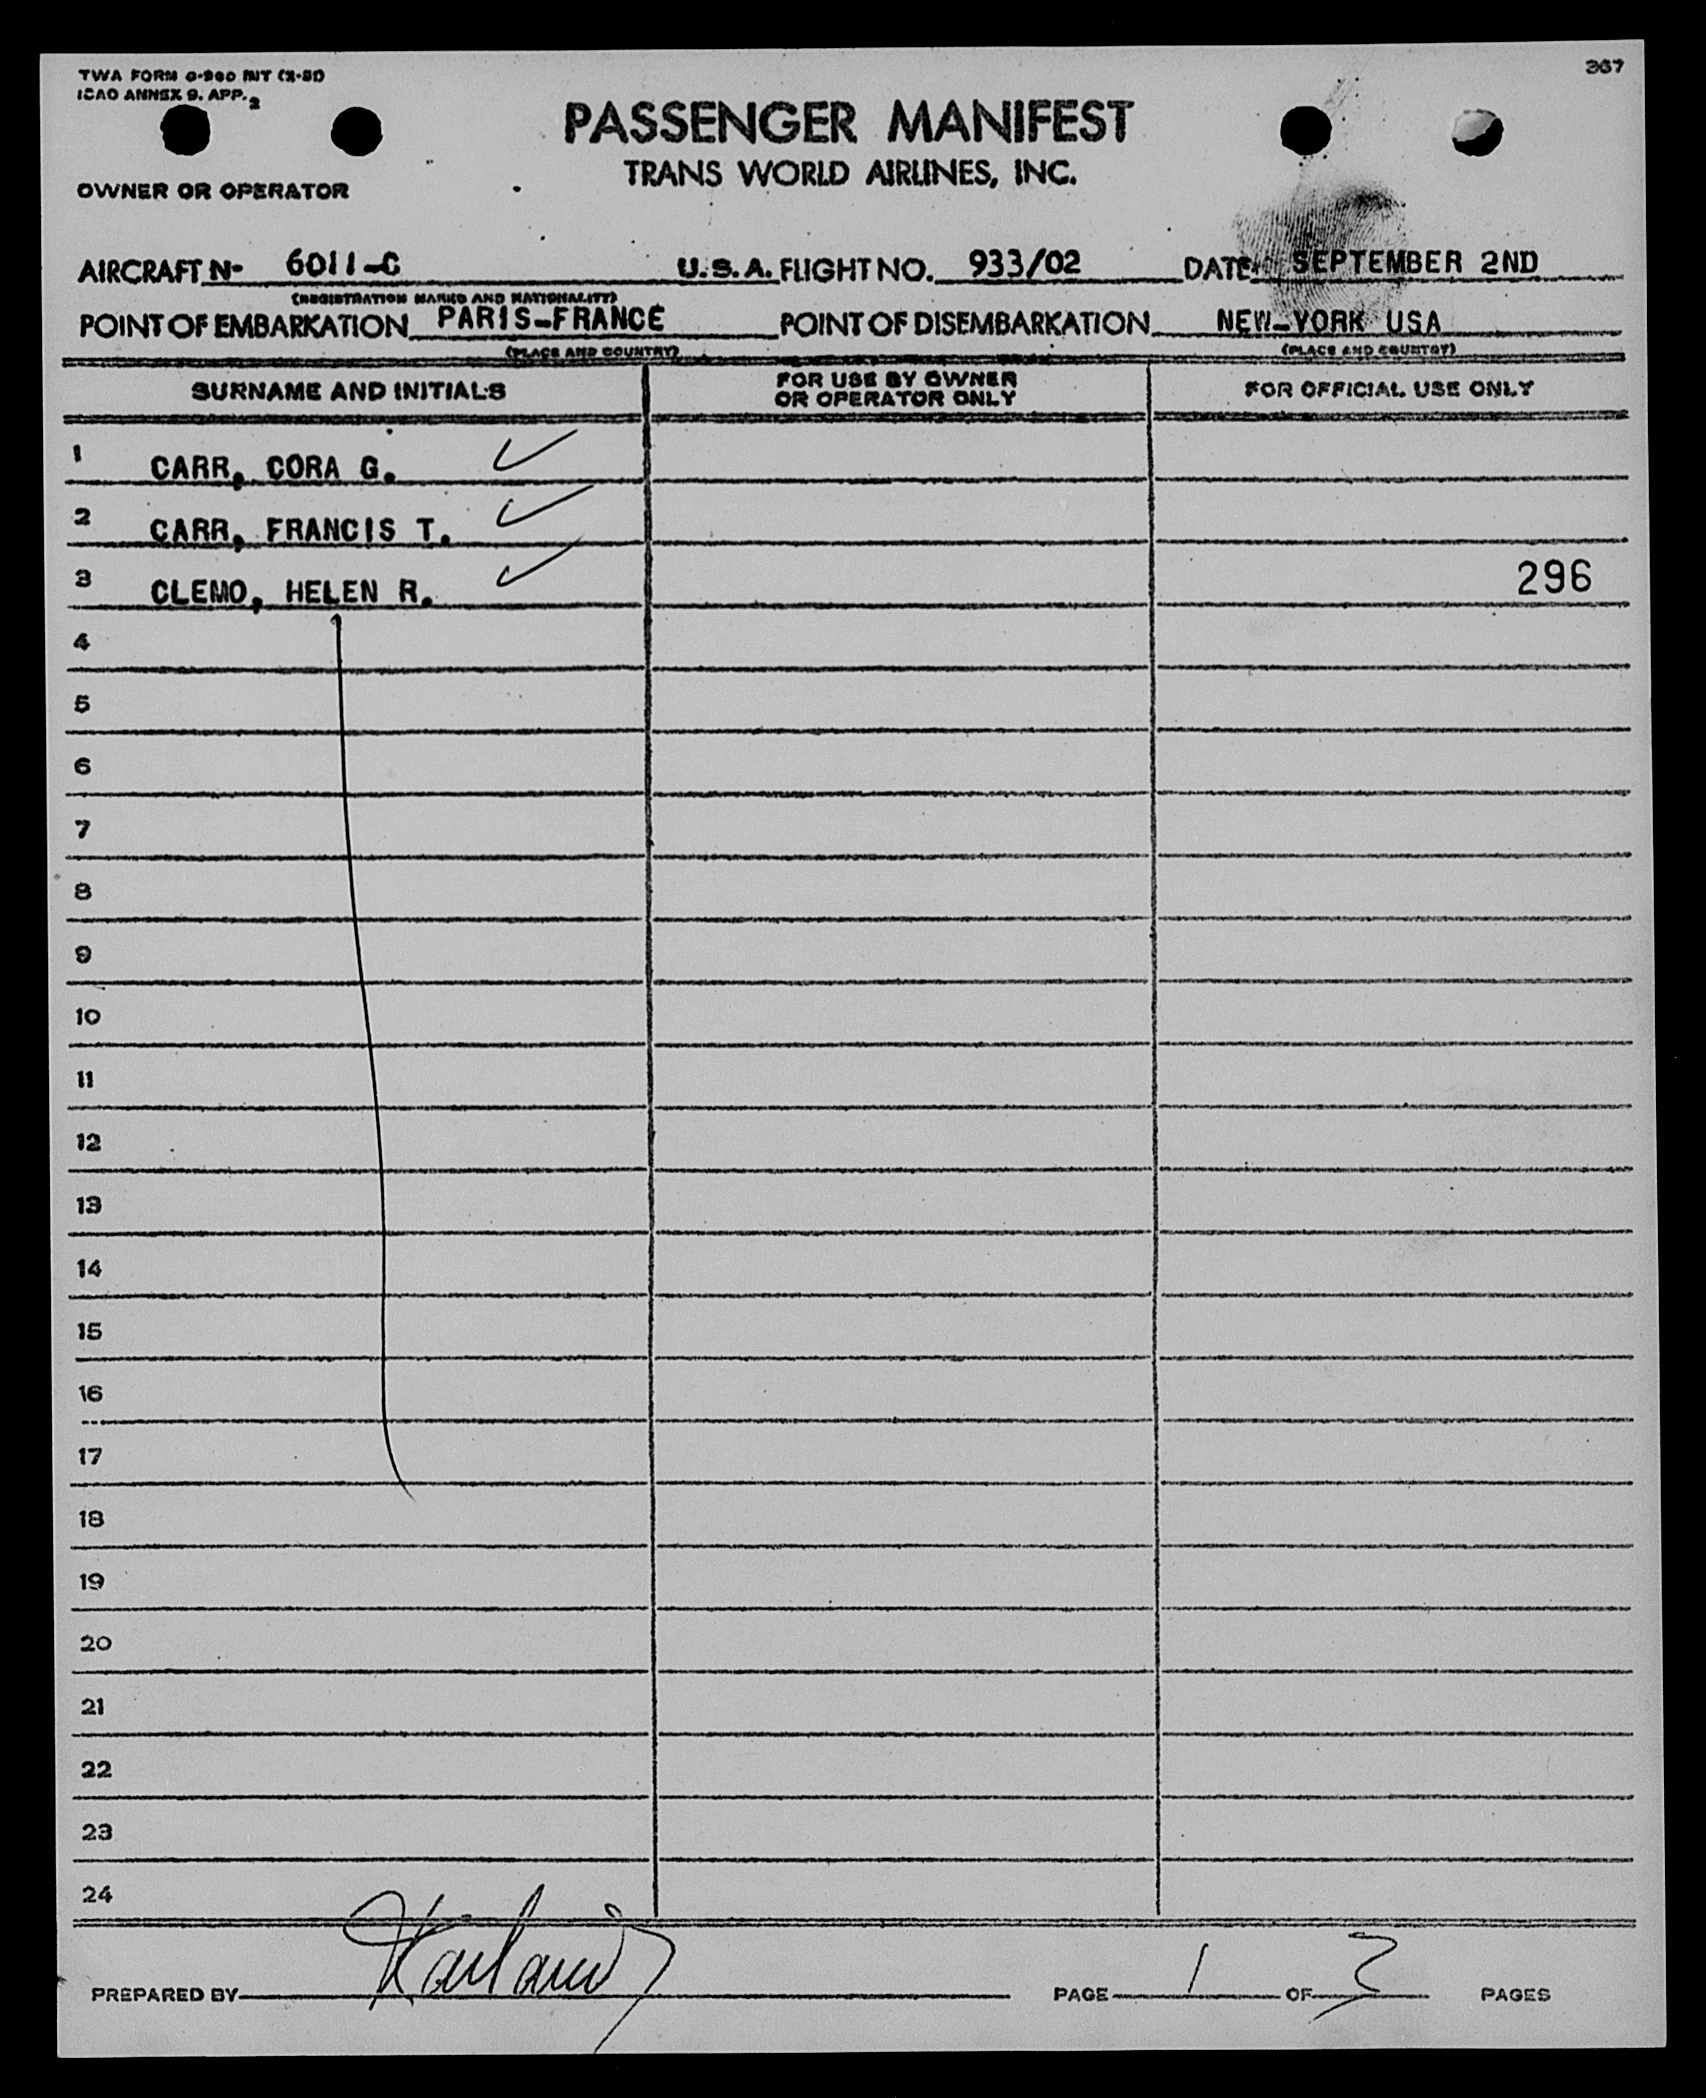 367
TWA FORM
ICAO ANNEX 9. APP. 2
PASSENGER MANIFEST
TRANS WORLD AIRLINES, INC.
OWNER OR OPERATOR
AIRCRAFT Nº 6011-C U.S.A. FLIGHT NO. 933/02 DATE SEPTEMBER 2ND
(REGISTRATION MARKS AND NATIONALITY)
POINT OF EMBARKATION PARIS-FRANCE POINT OF DISEMBARKATION NEW-YORK USA
(PLACE AND COUNTRY) (PLACE AND COUNTRY)
SURNAME AND INITIALS FOR USE BY OWNER OR OPERATOR ONLY FOR OFFICIAL USE ONLY
1 CARR, CORA G.
2 CARR, FRANCIS T.
3 CLEMO, HELEN R. 296
4
5
6
7
8
9
10
11
12
13
14
15
16
17
18
19
20
21
22
23
24
PREPARED BY PAGE 1 OF 3 PAGES